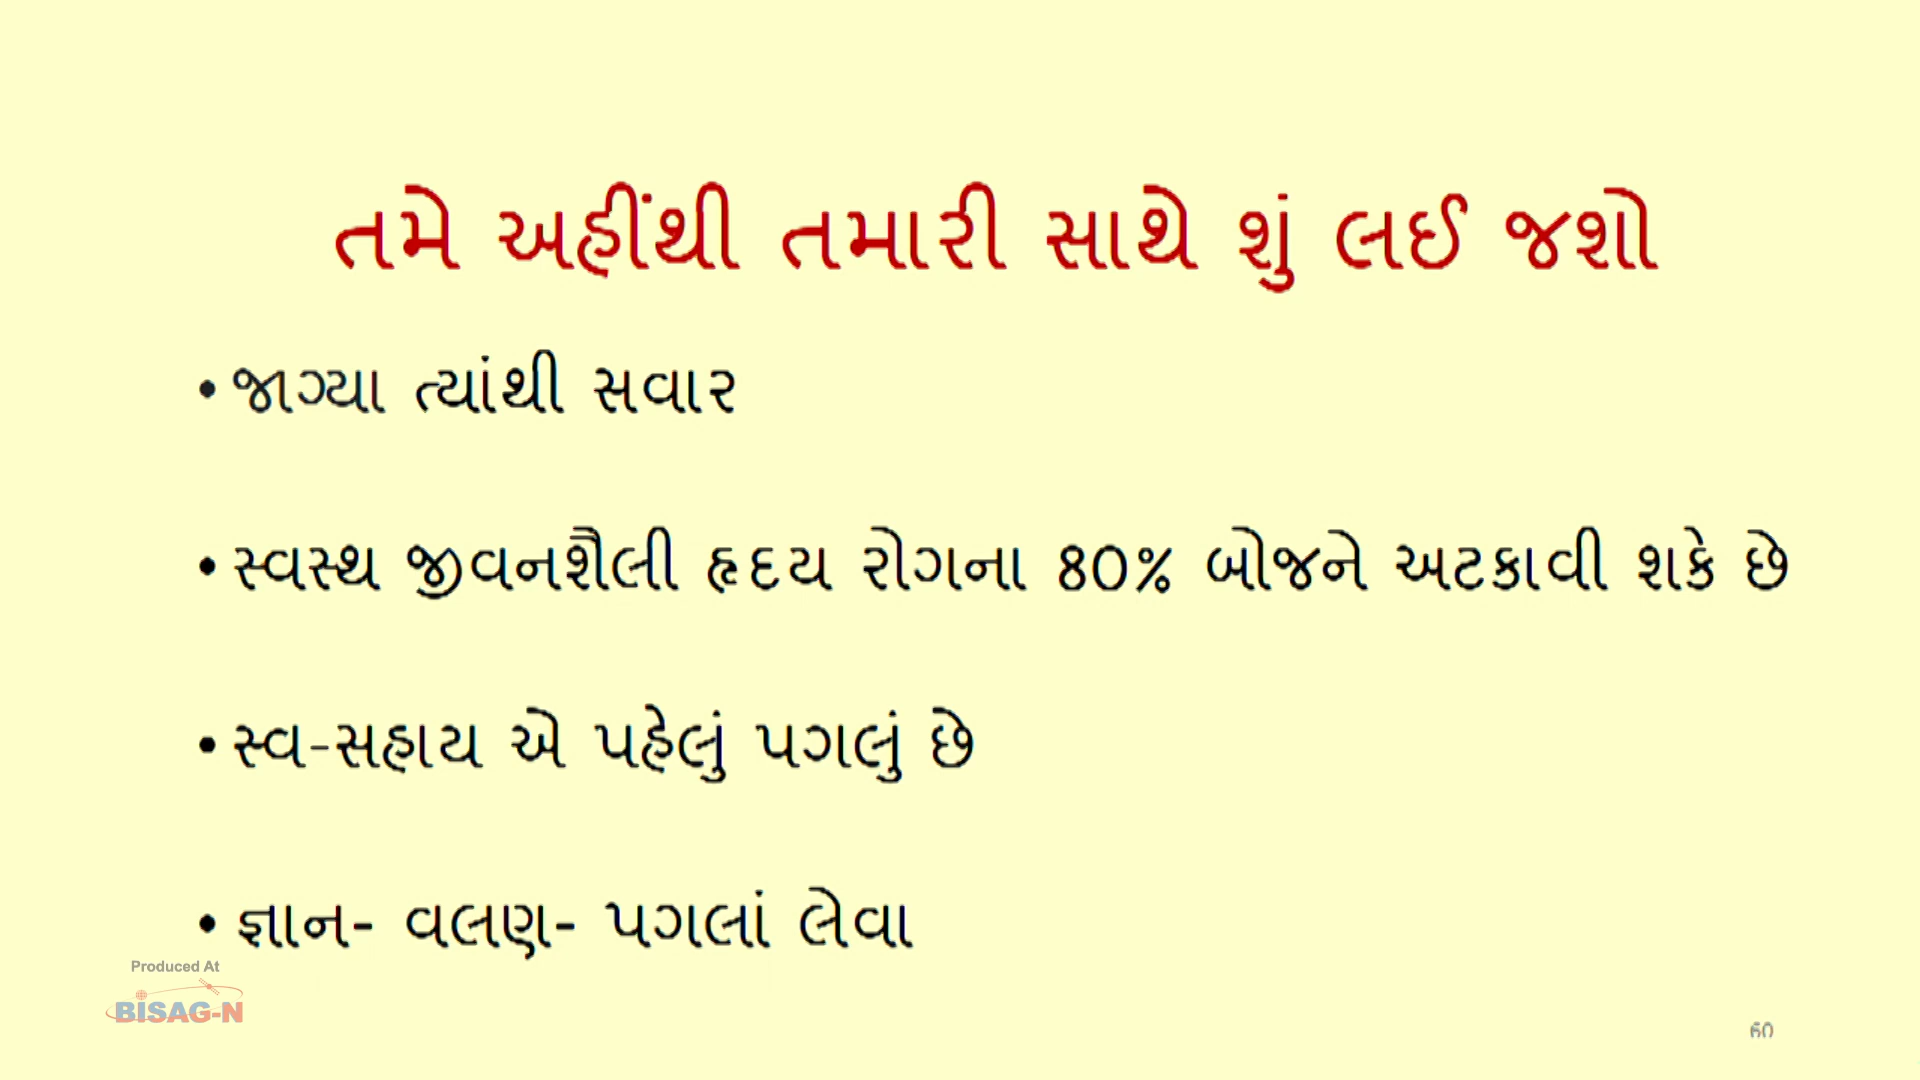 તમે અહીંથી તમારી સાથે શું લઈ જશો
• જાગ્યા ત્યાંથી સવાર
• સ્વસ્થ જીવનશૈલી હૃદય રોગના 80% બોજને અટકાવી શકે છે
• સ્વ-સહાય એ પહેલું પગલું છે
• જ્ઞાન- વલણ- પગલાં લેવા
Produced At
BISAG-N
60